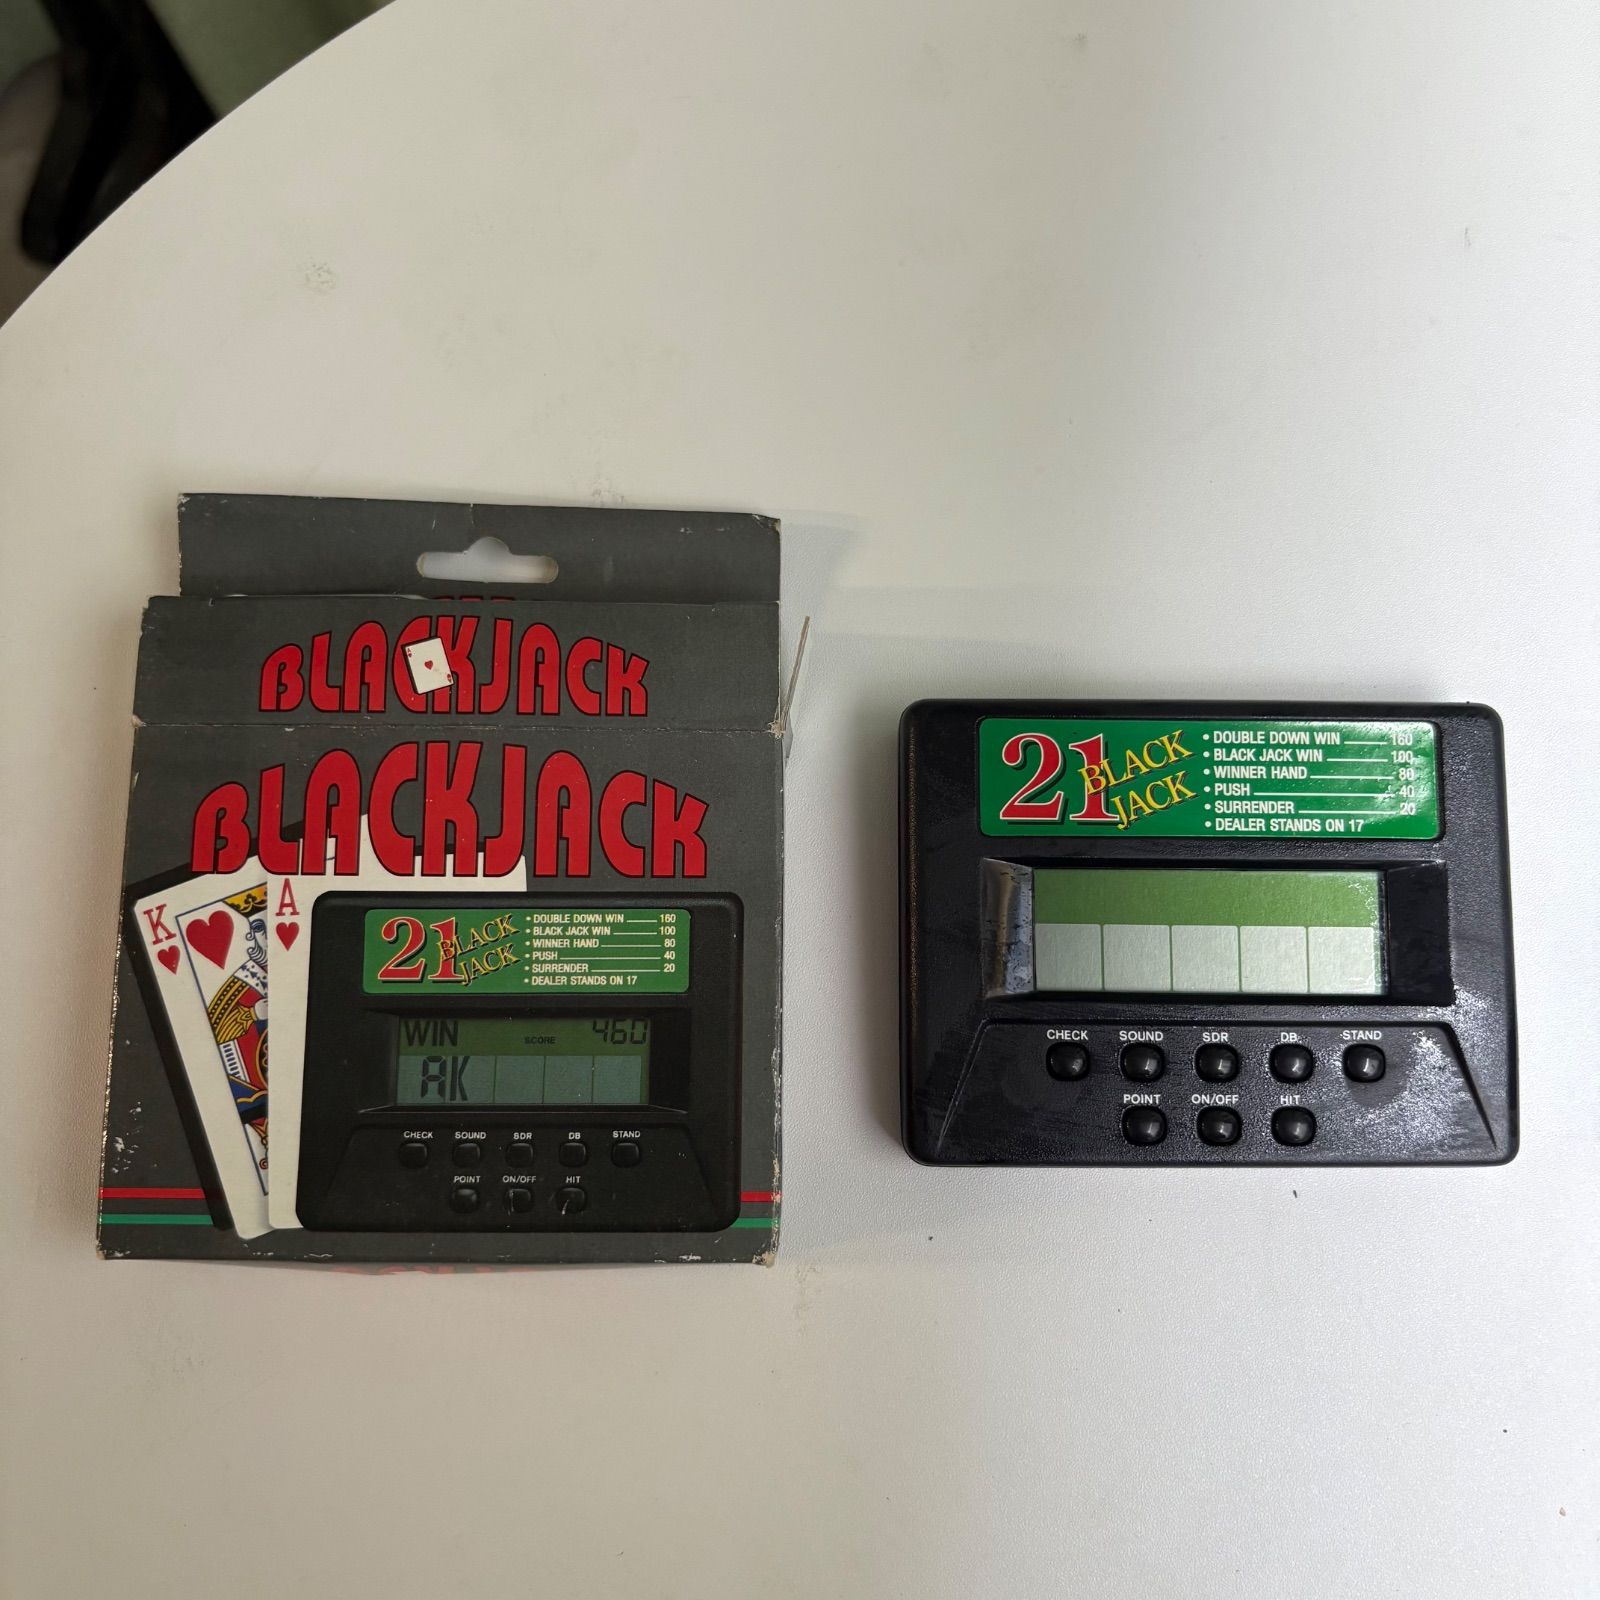 BLACKJACK
A
BLACKJACK
K
A
21
BLACK
JACK
• DOUBLE DOWN WIN 160
• BLACK JACK WIN 100
• WINNER HAND 80
• PUSH 40
• SURRENDER 20
• DEALER STANDS ON 17
WIN SCORE 460
AK
CHECK SOUND SDR DB STAND
POINT ON/OFF HIT
21
BLACK
JACK
• DOUBLE DOWN WIN 160
• BLACK JACK WIN 100
• WINNER HAND 80
• PUSH 40
• SURRENDER 20
• DEALER STANDS ON 17
CHECK SOUND SDR DB STAND
POINT ON/OFF HIT